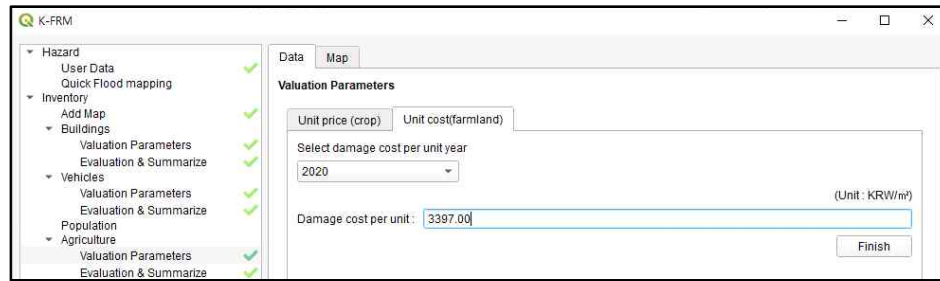 K-FRM
Hazard
User Data
Quick Flood mapping
Inventory
Add Map
Buildings
Valuation Parameters
Evaluation & Summarize
Vehicles
Valuation Parameters
Evaluation & Summarize
Population
Agriculture
Valuation Parameters
Evaluation & Summarize
Data Map
Valuation Parameters
Unit price (crop) Unit cost(farmland)
Select damage cost per unit year
2020
(Unit : KRW/m²)
Damage cost per unit : 3397.00
Finish